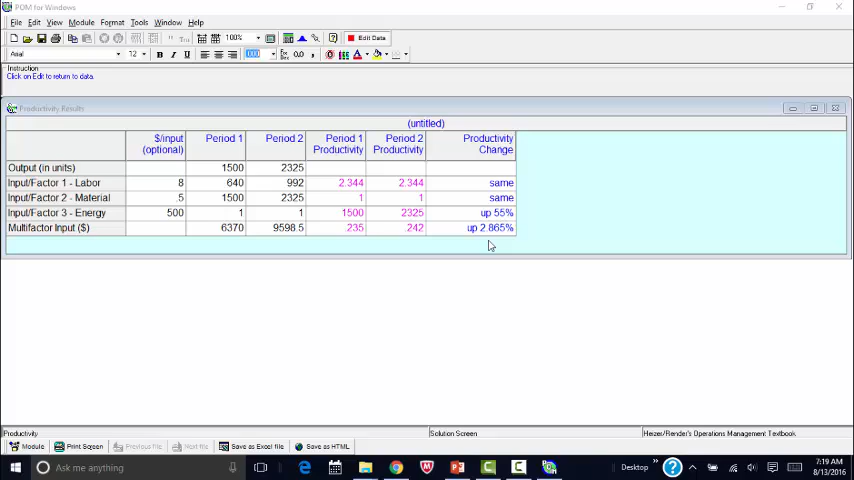 POM for Windows
File Edit View Module Format Tools Window Help
100% Edit Data
Arial 12 B I U 000 0.0
Instruction
Click on Edit to return to data.
Productivity Results
(untitled)
$/input (optional) Period 1 Period 2 Period 1 Productivity Period 2 Productivity Productivity Change
Output (in units) 1500 2325
Input/Factor 1 - Labor 8 640 992 2.344 2.344 same
Input/Factor 2 - Material .5 1500 2325 1 1 same
Input/Factor 3 - Energy 500 1 1 1500 2325 up 55%
Multifactor Input ($) 6370 9598.5 .235 .242 up 2.865%
Productivity Solution Screen Heizer/Render's Operations Management Textbook
Module Print Screen Previous file Next file Save as Excel file Save as HTML
Ask me anything Desktop 7:19 AM
8/13/2016